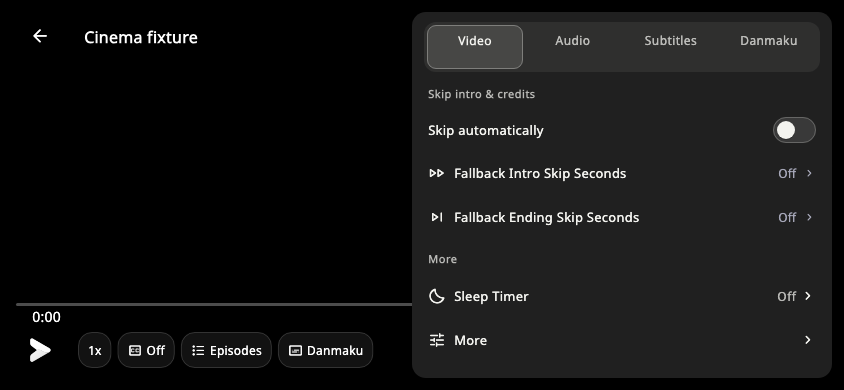 Cinema fixture
Video Audio Subtitles Danmaku
Skip intro & credits
Skip automatically
Fallback Intro Skip Seconds Off
Fallback Ending Skip Seconds Off
More
Sleep Timer Off
More
0:00
1x CC Off Episodes Danmaku